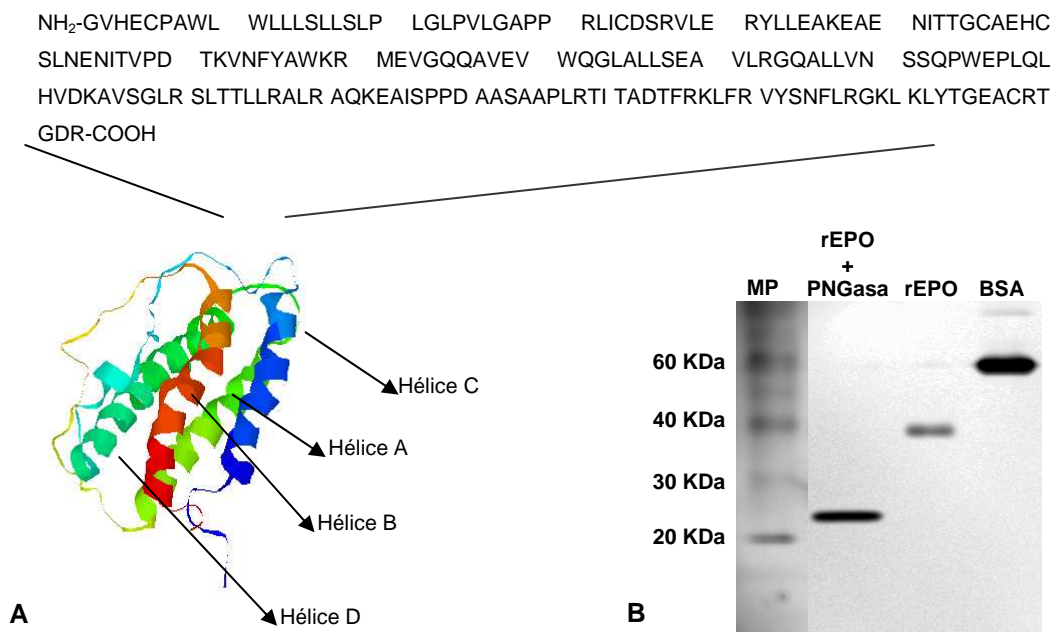 NH2-GVHECPAWL WLLLSLLSLP LGLPVLGAPP RLICDSRVLE RYLLEAKEAE NITTGCAEHC
SLNENITVPD TKVNFYAWKR MEVGQQAVEV WQGLALLSEA VLRGQALLVN SSQPWEPLQL
HVDKAVSGLR SLTTLLRALR AQKEAISPPD AASAAPLRTI TADTFRKLFR VYSNFLRGKL KLYTGEACRT
GDR-COOH
Hélice C
Hélice A
Hélice B
Hélice D
A
rEPO
+
MP PNGasa rEPO BSA
60 KDa
40 KDa
30 KDa
20 KDa
B